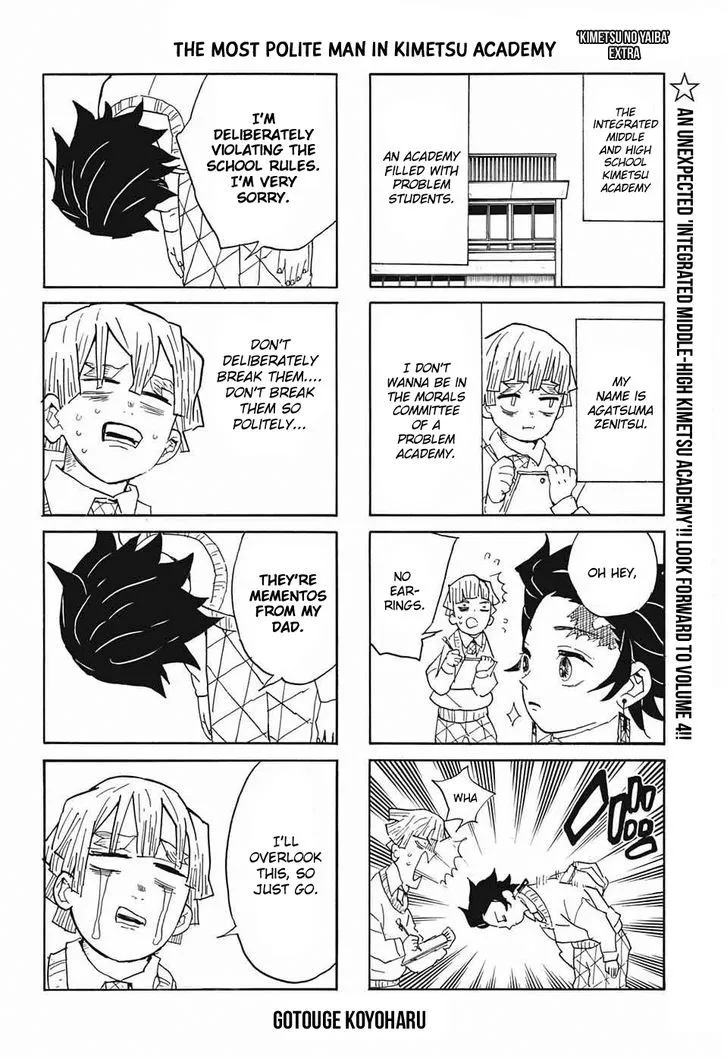 THE MOST POLITE MAN IN KIMETSU ACADEMY
'KIMETSU NO YAIBA'
EXTRA
☆ AN UNEXPECTED 'INTEGRATED MIDDLE-HIGH KIMETSU ACADEMY'!! LOOK FORWARD TO VOLUME 4!!
THE
INTEGRATED
MIDDLE
AND HIGH
SCHOOL
KIMETSU
ACADEMY
AN ACADEMY
FILLED WITH
PROBLEM
STUDENTS.
MY
NAME IS
AGATSUMA
ZENITSU.
I DON'T
WANNA BE
IN THE
MORALS
COMMITTEE
OF A
PROBLEM
ACADEMY.
OH HEY,
NO
EAR-
RINGS.
WHA
I'M
DELIBERATELY
VIOLATING THE
SCHOOL RULES.
I'M VERY
SORRY.
DON'T
DELIBERATELY
BREAK THEM....
DON'T BREAK
THEM SO
POLITELY...
THEY'RE
MEMENTOS
FROM MY
DAD.
I'LL
OVERLOOK
THIS, SO
JUST GO.
GOTOUGE KOYOHARU